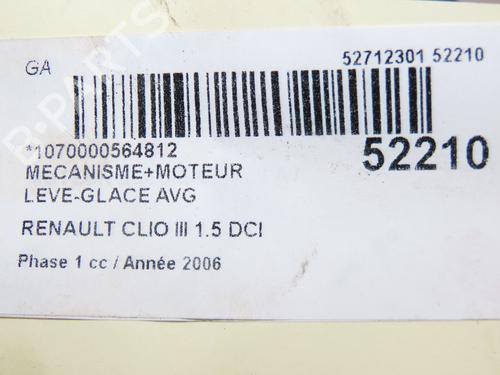 GA
52712301 52210
*1070000564812
52210
MECANISME+MOTEUR
LEVE-GLACE AVG
RENAULT CLIO III 1.5 DCI
Phase 1 cc / Année 2006
B-PARTS